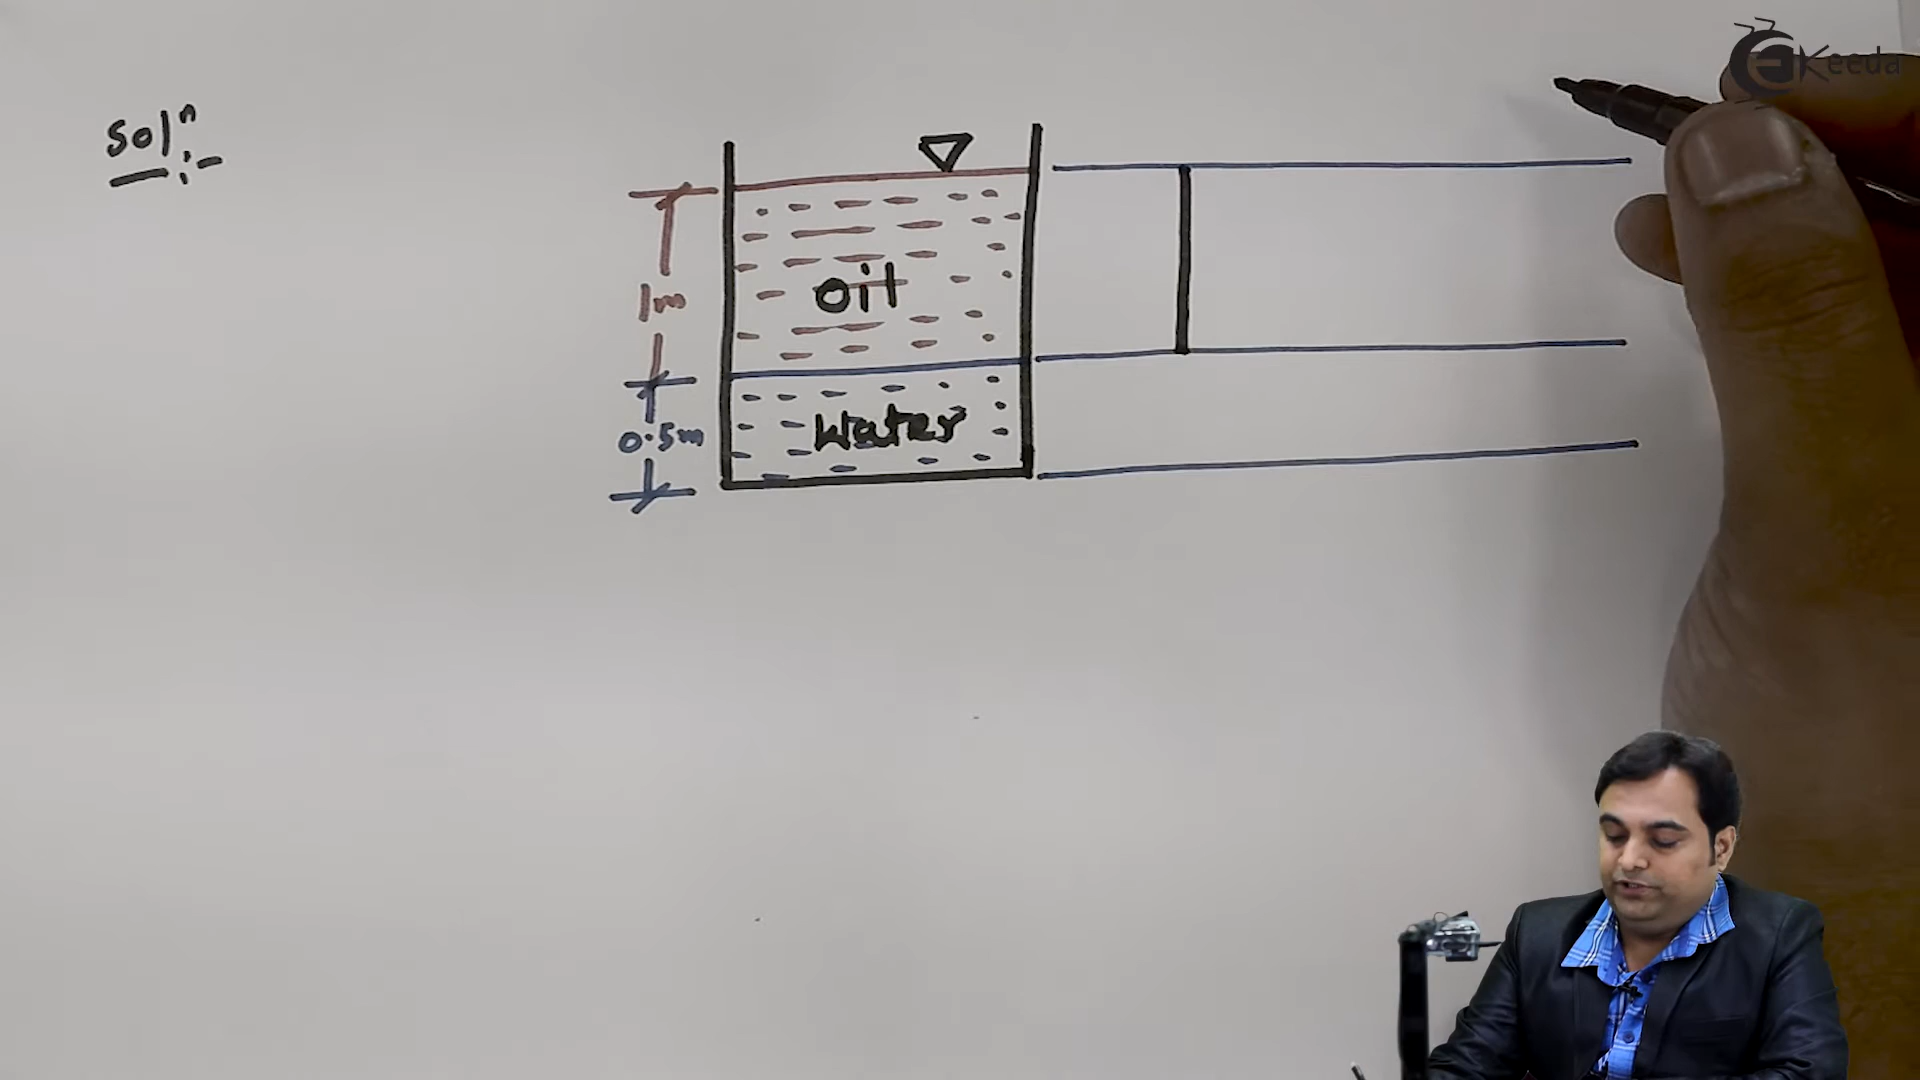 Solⁿ :-
EKeeda
1m
Oil
0.5m
Water